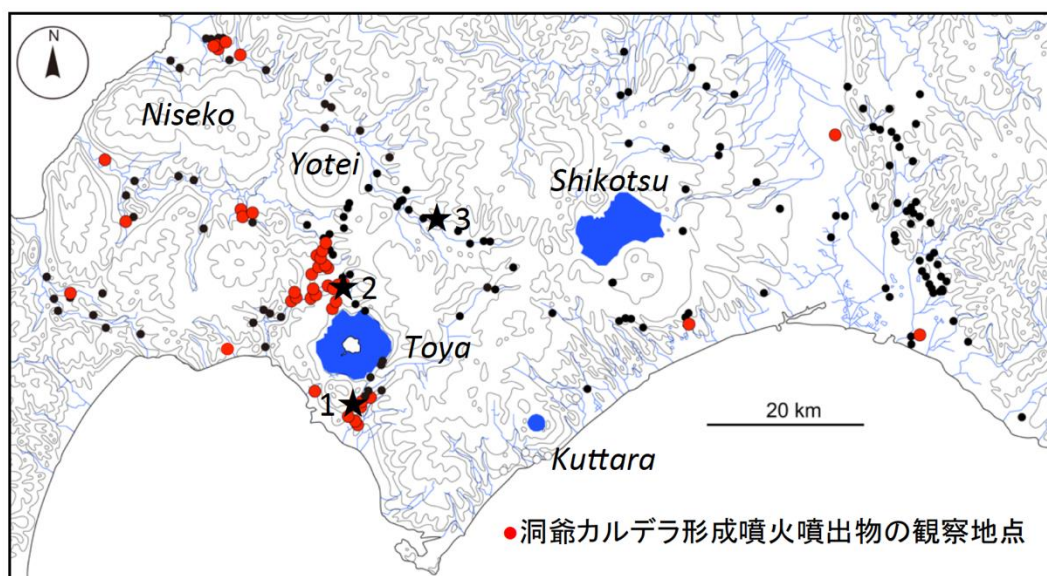 N
Niseko
Yotei
Shikotsu
3
2
Toya
1
20 km
Kuttara
洞爺カルデラ形成噴火噴出物の観察地点